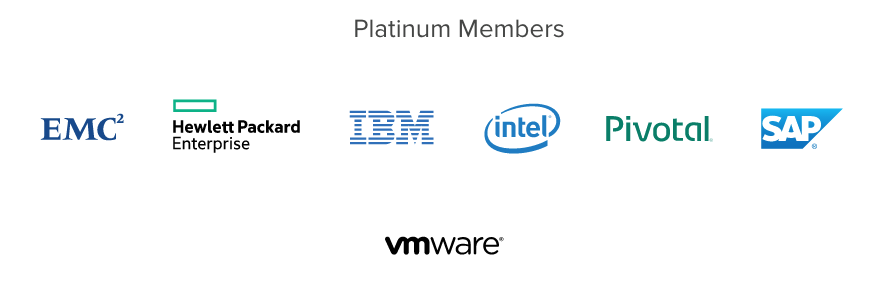 Platinum Members
EMC²
Hewlett Packard
Enterprise
IBM
intel®
Pivotal®
SAP®
vmware®